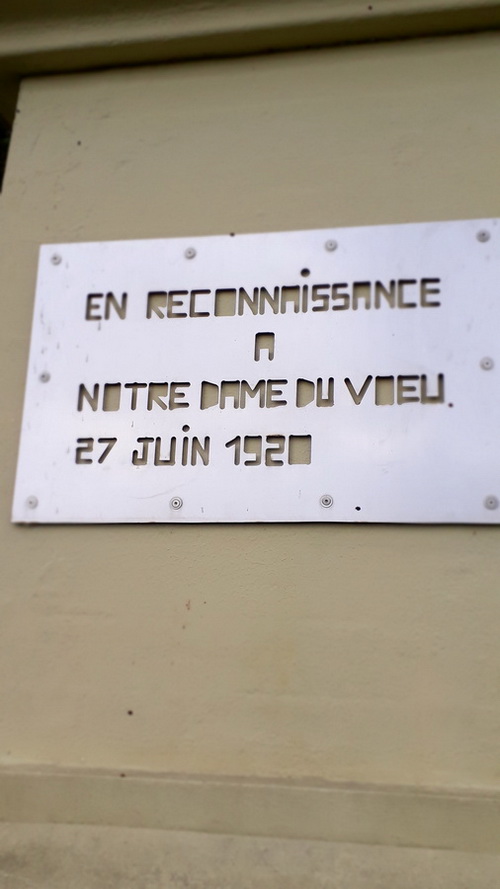 EN RECONNAISSANCE
A
NOTRE DAME DU VOEU.
27 JUIN 1920